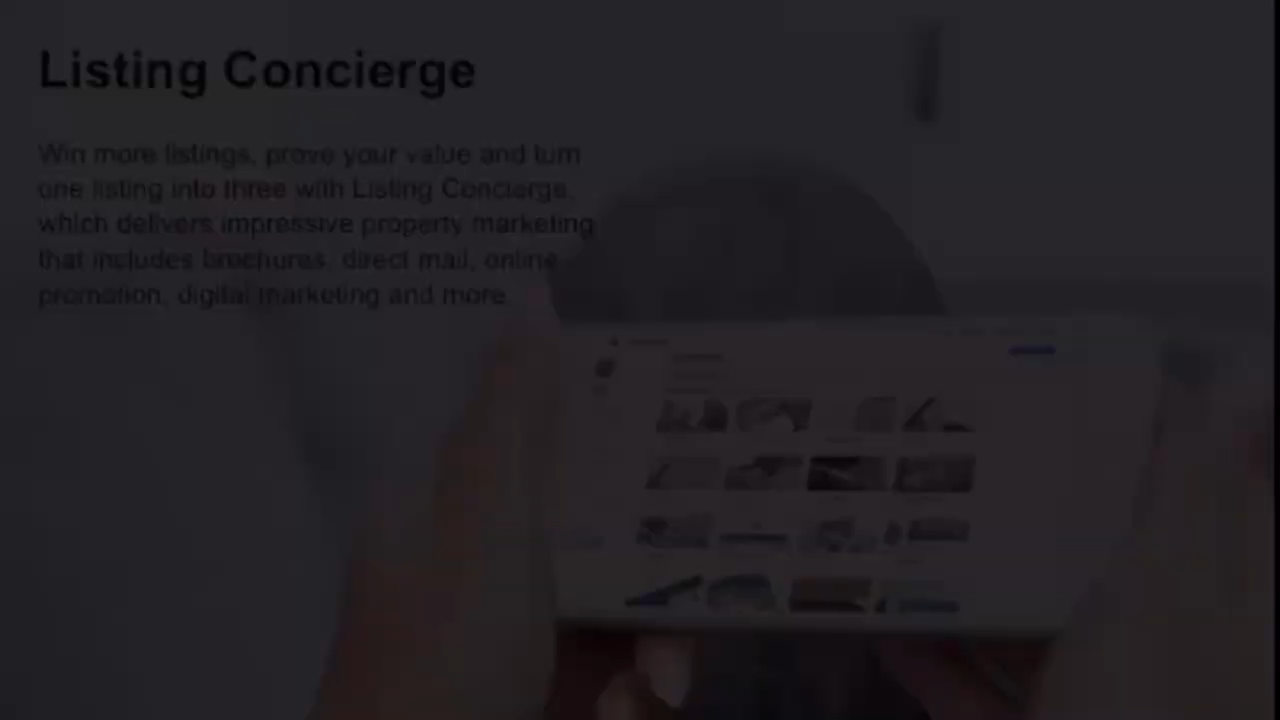 Listing Concierge
Win more listings, prove your value and turn
one listing into three with Listing Concierge,
which delivers impressive property marketing
that includes brochures, direct mail, online
promotion, digital marketing and more.